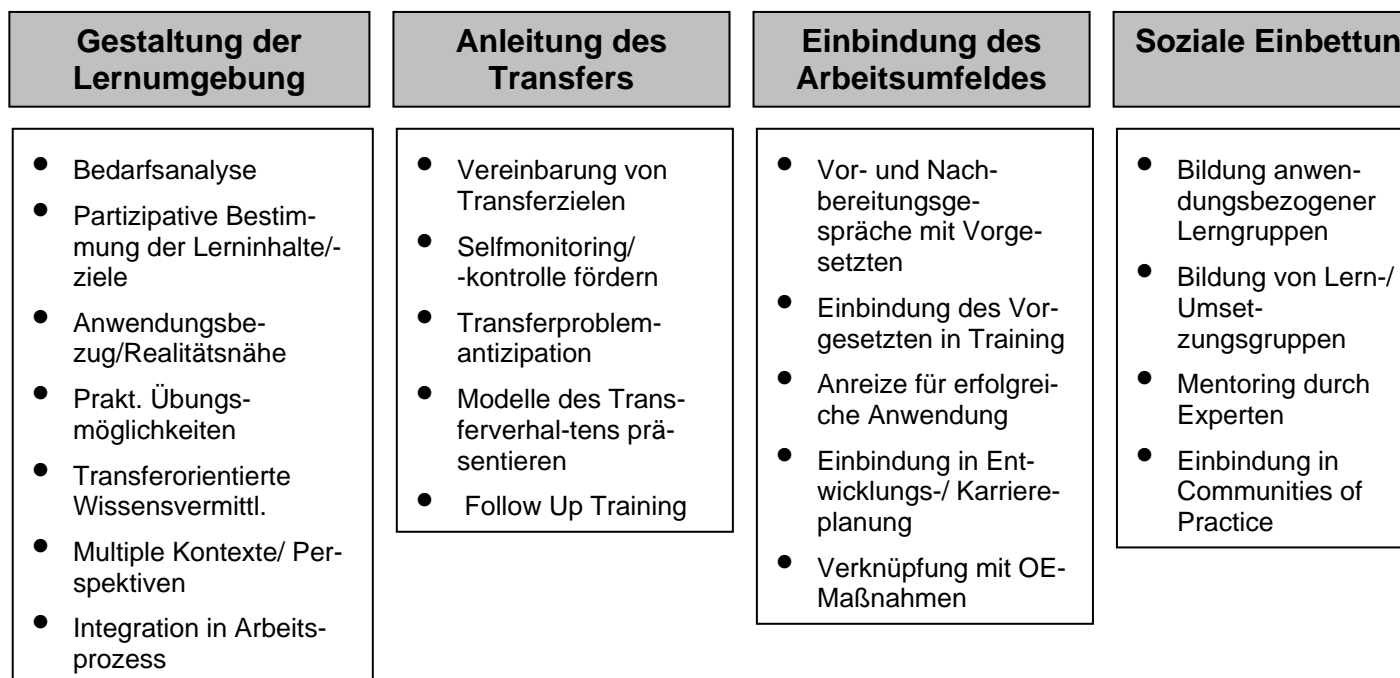 Gestaltung der
Lernumgebung
• Bedarfsanalyse
• Partizipative Bestim-
mung der Lerninhalte/-
ziele
• Anwendungsbe-
zug/Realitätsnähe
• Prakt. Übungs-
möglichkeiten
• Transferorientierte
Wissensvermittl.
• Multiple Kontexte/ Per-
spektiven
• Integration in Arbeits-
prozess
Anleitung des
Transfers
• Vereinbarung von
Transferzielen
• Selfmonitoring/
-kontrolle fördern
• Transferproblem-
antizipation
• Modelle des Trans-
ferverhal-tens prä-
sentieren
• Follow Up Training
Einbindung des
Arbeitsumfeldes
• Vor- und Nach-
bereitungsge-
spräche mit Vorge-
setzten
• Einbindung des Vor-
gesetzten in Training
• Anreize für erfolgrei-
che Anwendung
• Einbindung in Ent-
wicklungs-/ Karriere-
planung
• Verknüpfung mit OE-
Maßnahmen
Soziale Einbettun
• Bildung anwen-
dungsbezogener
Lerngruppen
• Bildung von Lern-/
Umset-
zungsgruppen
• Mentoring durch
Experten
• Einbindung in
Communities of
Practice